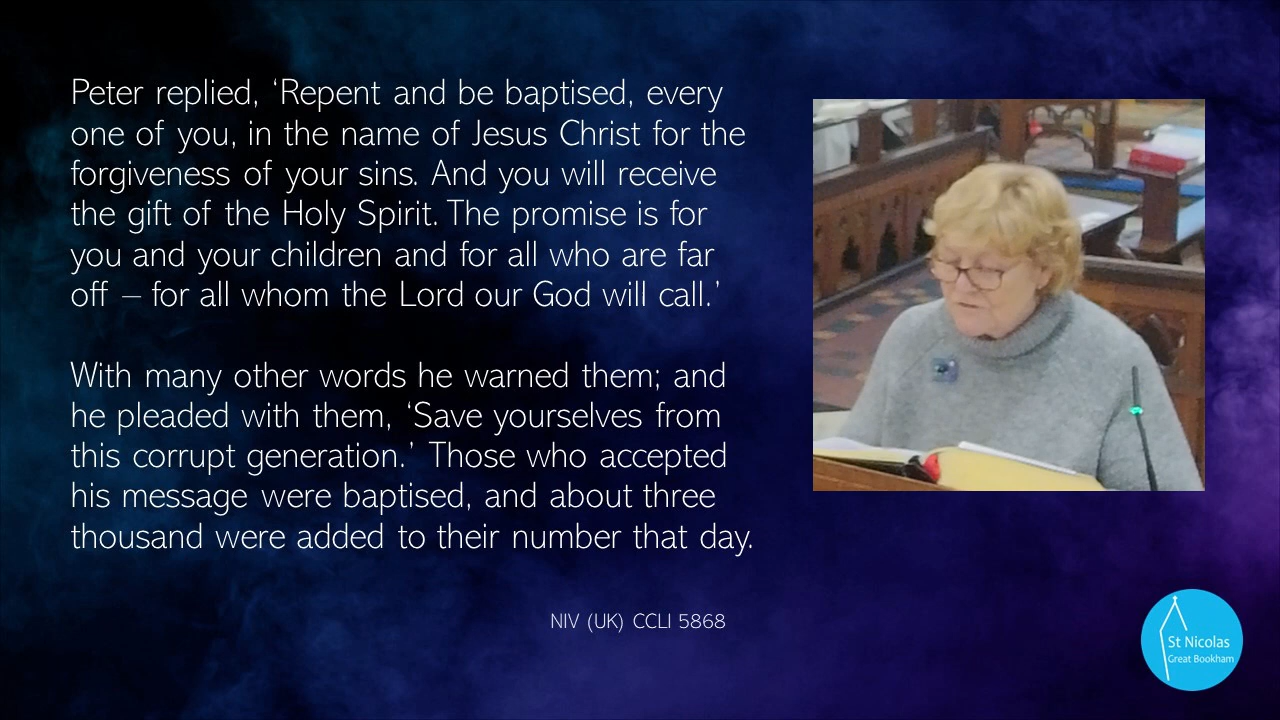 Peter replied, ‘Repent and be baptised, every
one of you, in the name of Jesus Christ for the
forgiveness of your sins. And you will receive
the gift of the Holy Spirit. The promise is for
you and your children and for all who are far
off – for all whom the Lord our God will call.’
With many other words he warned them; and
he pleaded with them, ‘Save yourselves from
this corrupt generation.’ Those who accepted
his message were baptised, and about three
thousand were added to their number that day.
NIV (UK) CCLI 5868
St Nicolas
Great Bookham